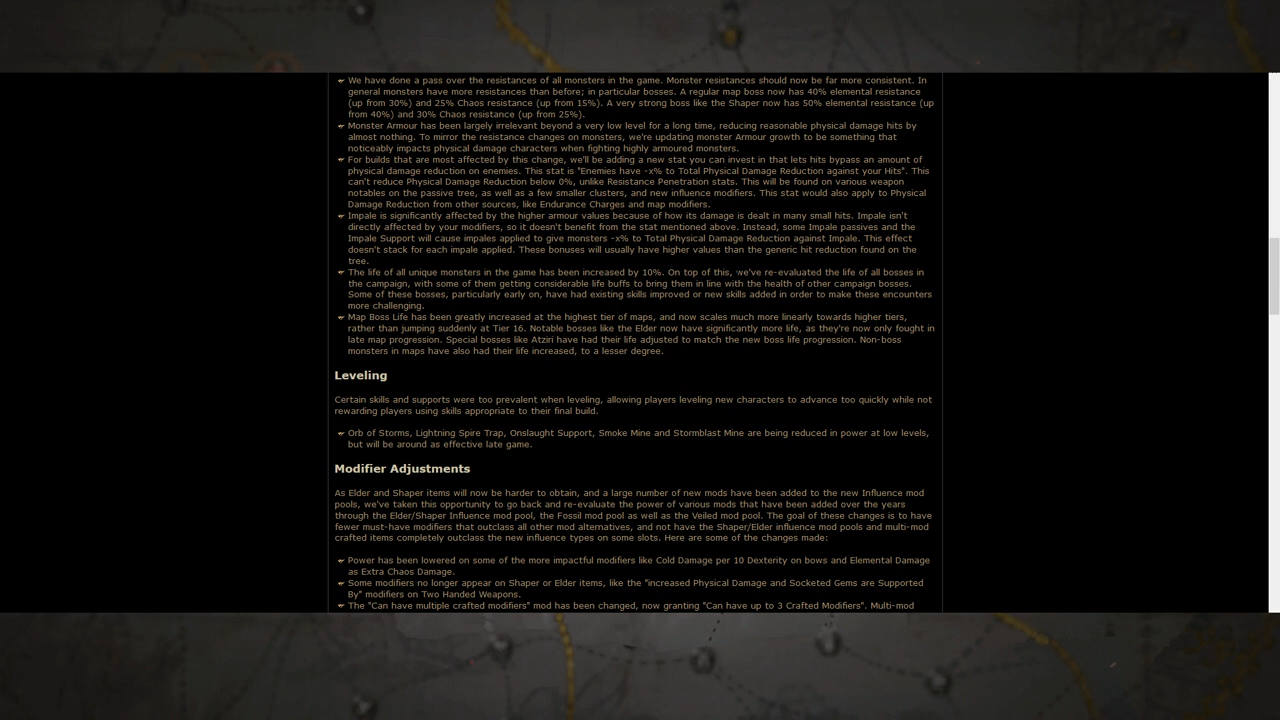 We have done a pass over the resistances of all monsters in the game. Monster resistances should now be far more consistent. In
general monsters have more resistances than before; in particular bosses. A regular map boss now has 40% elemental resistance
(up from 30%) and 25% Chaos resistance (up from 15%). A very strong boss like the Shaper now has 50% elemental resistance (up
from 40%) and 30% Chaos resistance (up from 25%).
Monster Armour has been largely irrelevant beyond a very low level for a long time, reducing reasonable physical damage hits by
almost nothing. To mirror the resistance changes on monsters, we're updating monster Armour growth to be something that
noticeably impacts physical damage characters when fighting highly armoured monsters.
For builds that are most affected by this change, we'll be adding a new stat you can invest in that lets hits bypass an amount of
physical damage reduction on enemies. This stat is "Enemies have -x% to Total Physical Damage Reduction against your Hits". This
can't reduce Physical Damage Reduction below 0%, unlike Resistance Penetration stats. This will be found on various weapon
notables on the passive tree, as well as a few smaller clusters, and new influence modifiers. This stat would also apply to Physical
Damage Reduction from other sources, like Endurance Charges and map modifiers.
Impale is significantly affected by the higher armour values because of how its damage is dealt in many small hits. Impale isn't
directly affected by your modifiers, so it doesn't benefit from the stat mentioned above. Instead, some Impale passives and the
Impale Support will cause impales applied to give monsters -x% to Total Physical Damage Reduction against Impale. This effect
doesn't stack for each impale applied. These bonuses will usually have higher values than the generic hit reduction found on the
tree.
The life of all unique monsters in the game has been increased by 10%. On top of this, we've re-evaluated the life of all bosses in
the campaign, with some of them getting considerable life buffs to bring them in line with the health of other campaign bosses.
Some of these bosses, particularly early on, have had existing skills improved or new skills added in order to make these encounters
more challenging.
Map Boss Life has been greatly increased at the highest tier of maps, and now scales much more linearly towards higher tiers,
rather than jumping suddenly at Tier 16. Notable bosses like the Elder now have significantly more life, as they're now only fought in
late map progression. Special bosses like Atziri have had their life adjusted to match the new boss life progression. Non-boss
monsters in maps have also had their life increased, to a lesser degree.
Leveling
Certain skills and supports were too prevalent when leveling, allowing players leveling new characters to advance too quickly while not
rewarding players using skills appropriate to their final build.
Orb of Storms, Lightning Spire Trap, Onslaught Support, Smoke Mine and Stormblast Mine are being reduced in power at low levels,
but will be around as effective late game.
Modifier Adjustments
As Elder and Shaper items will now be harder to obtain, and a large number of new mods have been added to the new Influence mod
pools, we've taken this opportunity to go back and re-evaluate the power of various mods that have been added over the years
through the Elder/Shaper Influence mod pool, the Fossil mod pool as well as the Veiled mod pool. The goal of these changes is to have
fewer must-have modifiers that outclass all other mod alternatives, and not have the Shaper/Elder influence mod pools and multi-mod
crafted items completely outclass the new influence types on some slots. Here are some of the changes made:
Power has been lowered on some of the more impactful modifiers like Cold Damage per 10 Dexterity on bows and Elemental Damage
as Extra Chaos Damage.
Some modifiers no longer appear on Shaper or Elder items, like the "increased Physical Damage and Socketed Gems are Supported
By" modifiers on Two Handed Weapons.
The "Can have multiple crafted modifiers" mod has been changed, now granting "Can have up to 3 Crafted Modifiers". Multi-mod